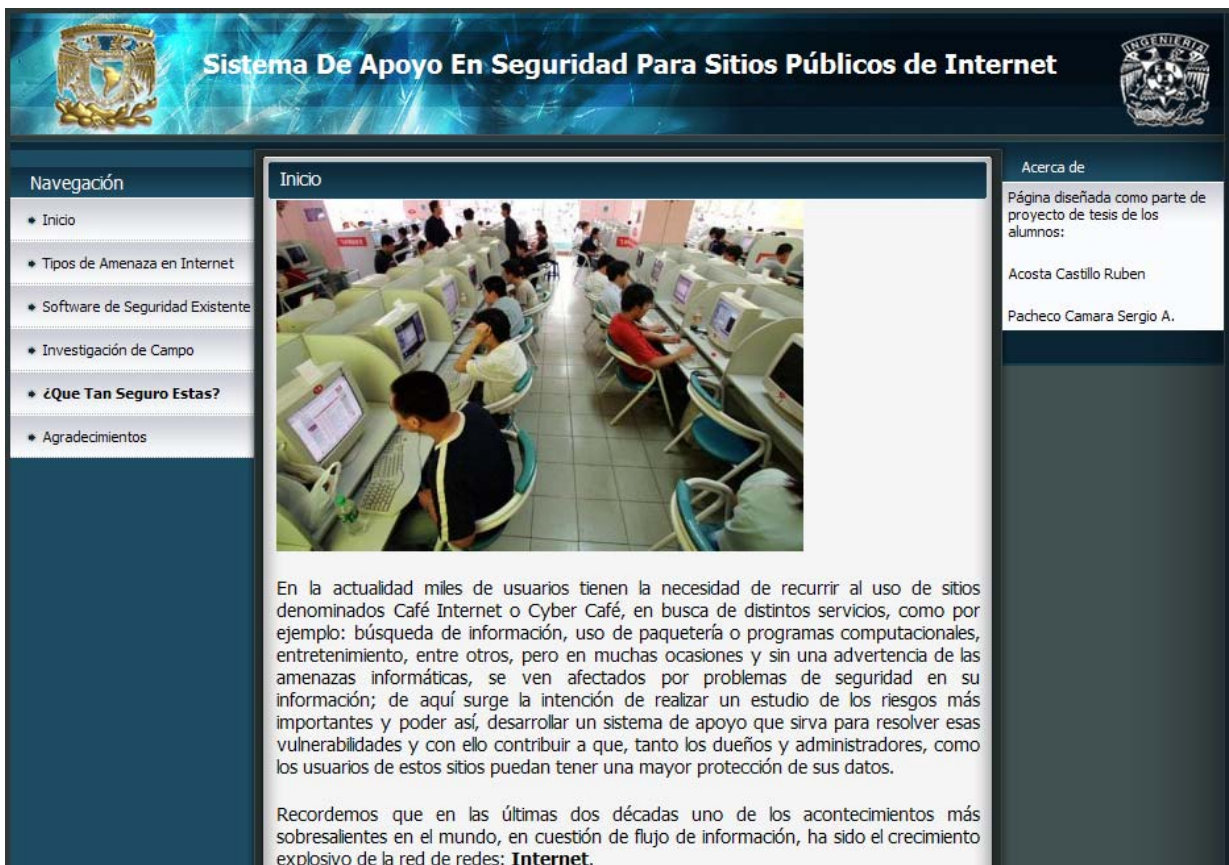 Sistema De Apoyo En Seguridad Para Sitios Públicos de Internet
INGENIERIA
Navegación
Inicio
Tipos de Amenaza en Internet
Software de Seguridad Existente
Investigación de Campo
¿Que Tan Seguro Estas?
Agradecimientos
Inicio
En la actualidad miles de usuarios tienen la necesidad de recurrir al uso de sitios
denominados Café Internet o Cyber Café, en busca de distintos servicios, como por
ejemplo: búsqueda de información, uso de paquetería o programas computacionales,
entretenimiento, entre otros, pero en muchas ocasiones y sin una advertencia de las
amenazas informáticas, se ven afectados por problemas de seguridad en su
información; de aquí surge la intención de realizar un estudio de los riesgos más
importantes y poder así, desarrollar un sistema de apoyo que sirva para resolver esas
vulnerabilidades y con ello contribuir a que, tanto los dueños y administradores, como
los usuarios de estos sitios puedan tener una mayor protección de sus datos.
Recordemos que en las últimas dos décadas uno de los acontecimientos más
sobresalientes en el mundo, en cuestión de flujo de información, ha sido el crecimiento
explosivo de la red de redes: Internet.
Acerca de
Página diseñada como parte de
proyecto de tesis de los
alumnos:
Acosta Castillo Ruben
Pacheco Camara Sergio A.